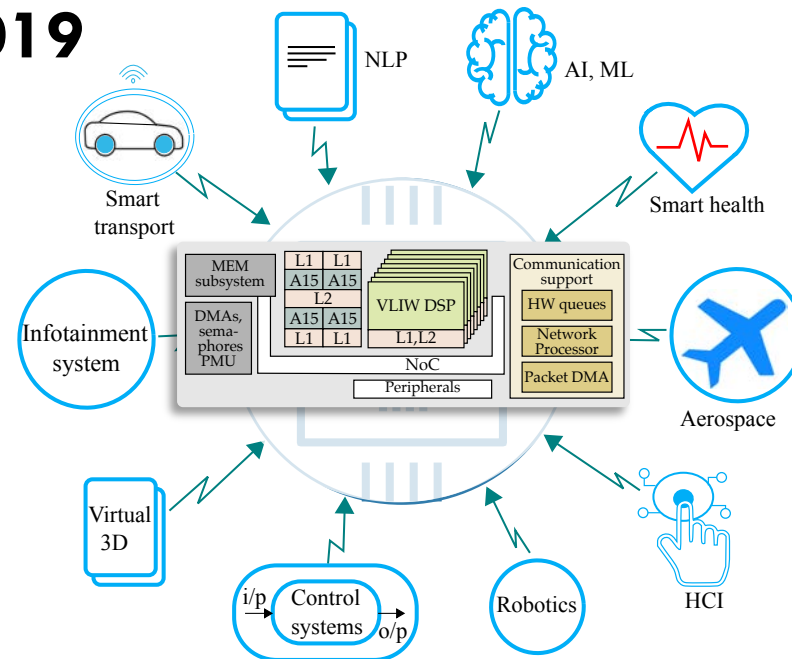 019
NLP
AI, ML
Smart
transport
Smart health
MEM
subsystem
DMAs,
sema-
phores
PMU
L1 L1
A15 A15
L2
A15 A15
L1 L1
VLIW DSP
L1,L2
NoC
Peripherals
Communication
support
HW queues
Network
Processor
Packet DMA
Infotainment
system
Aerospace
Virtual
3D
i/p
Control
systems
o/p
Robotics
HCI